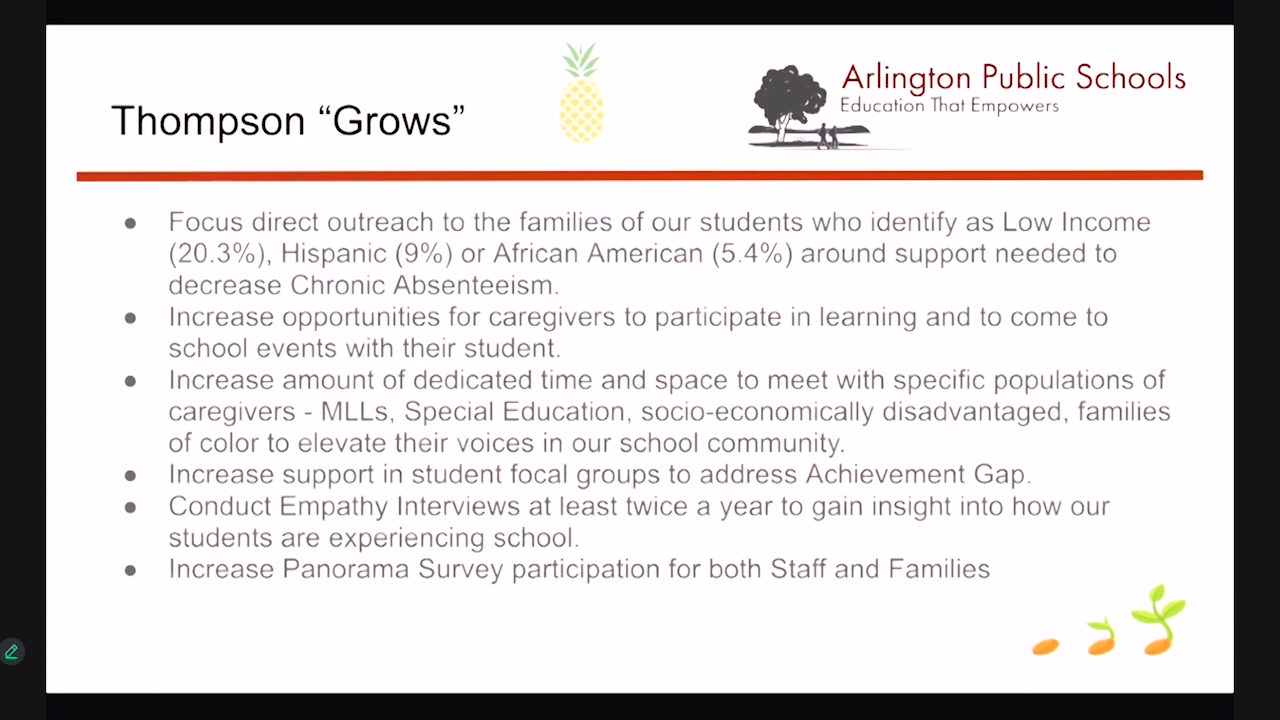 Arlington Public Schools
Education That Empowers
Thompson “Grows”
● Focus direct outreach to the families of our students who identify as Low Income
(20.3%), Hispanic (9%) or African American (5.4%) around support needed to
decrease Chronic Absenteeism.
● Increase opportunities for caregivers to participate in learning and to come to
school events with their student.
● Increase amount of dedicated time and space to meet with specific populations of
caregivers - MLLs, Special Education, socio-economically disadvantaged, families
of color to elevate their voices in our school community.
● Increase support in student focal groups to address Achievement Gap.
● Conduct Empathy Interviews at least twice a year to gain insight into how our
students are experiencing school.
● Increase Panorama Survey participation for both Staff and Families